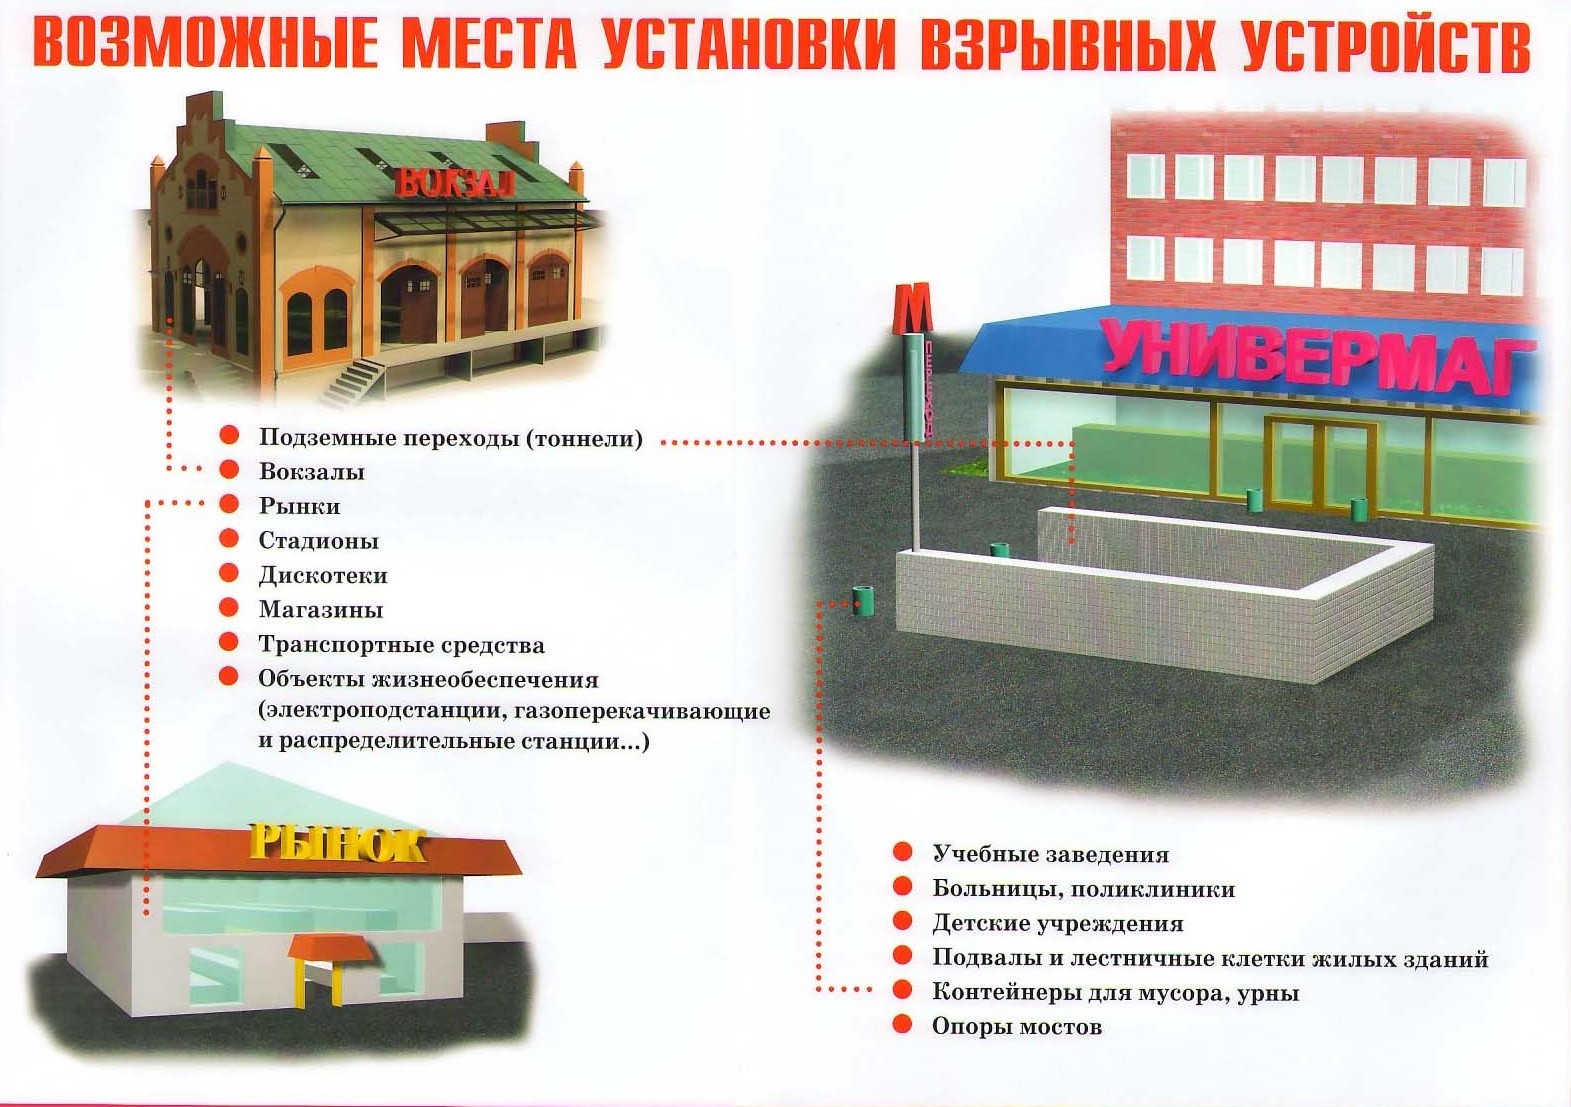 ВОЗМОЖНЫЕ МЕСТА УСТАНОВКИ ВЗРЫВНЫХ УСТРОЙСТВ
ВОКЗАЛ
М
УНИВЕРМАГ
Подземные переходы (тоннели)
Вокзалы
Рынки
Стадионы
Дискотеки
Магазины
Транспортные средства
Объекты жизнеобеспечения
(электроподстанции, газоперекачивающие
и распределительные станции...)
РЫНОК
Учебные заведения
Больницы, поликлиники
Детские учреждения
Подвалы и лестничные клетки жилых зданий
Контейнеры для мусора, урны
Опоры мостов